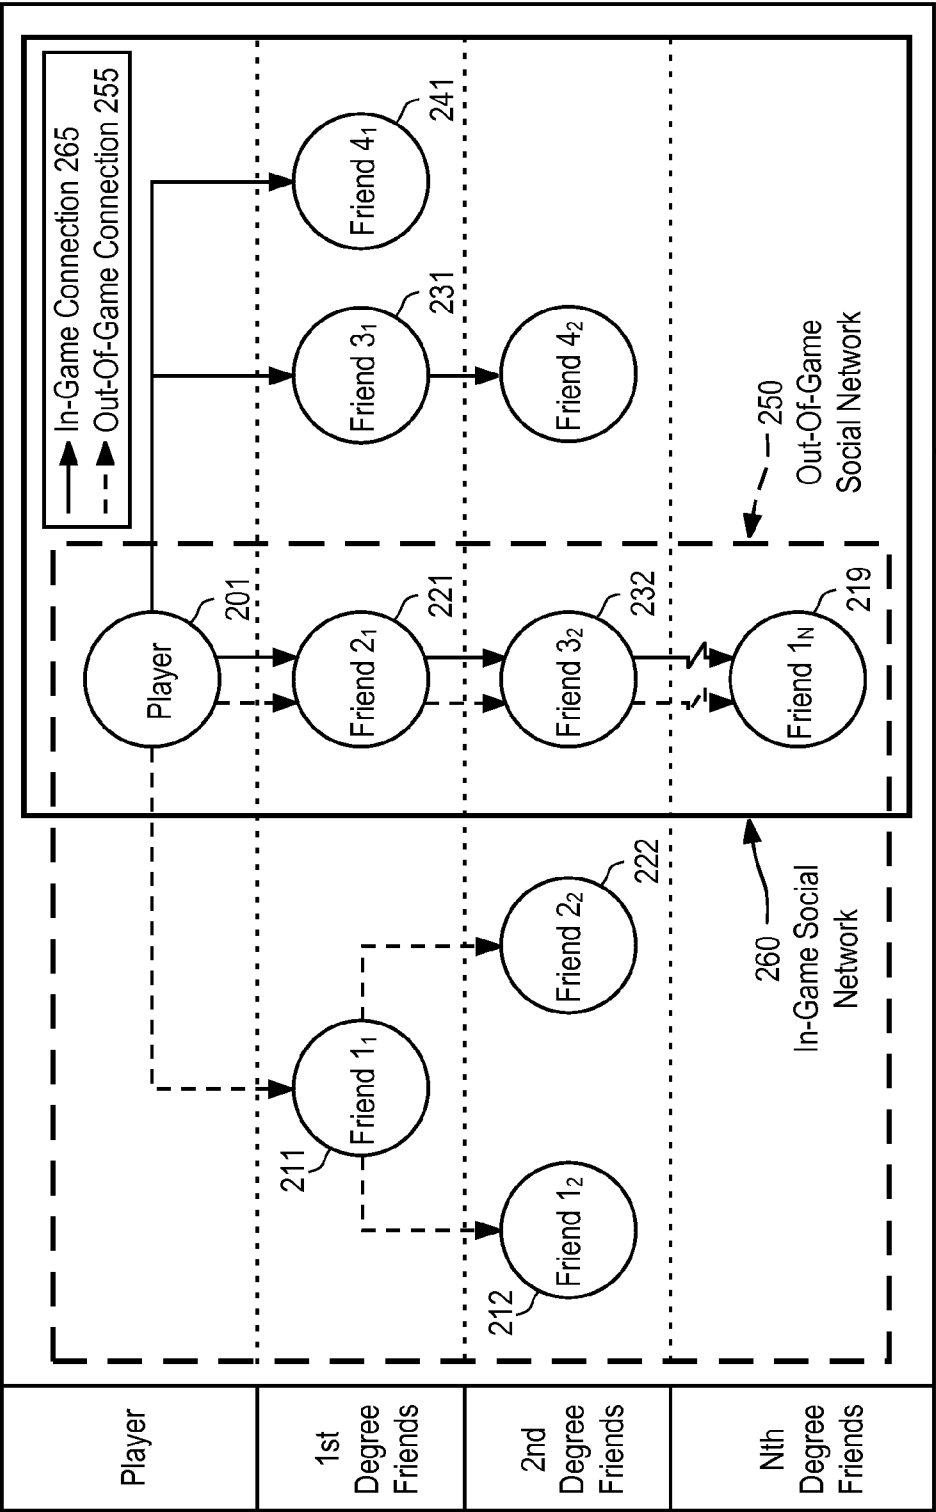 In-Game Connection 265
Out-Of-Game Connection 255
Player
Player
201
1st
Degree
Friends
211
Friend 1₁
Friend 2₁
221
Friend 3₁
231
Friend 4₁
241
2nd
Degree
Friends
212
Friend 1₂
Friend 2₂
222
Friend 3₂
232
Friend 4₂
Nth
Degree
Friends
260
In-Game Social
Network
Friend 1N
219
250
Out-Of-Game
Social Network